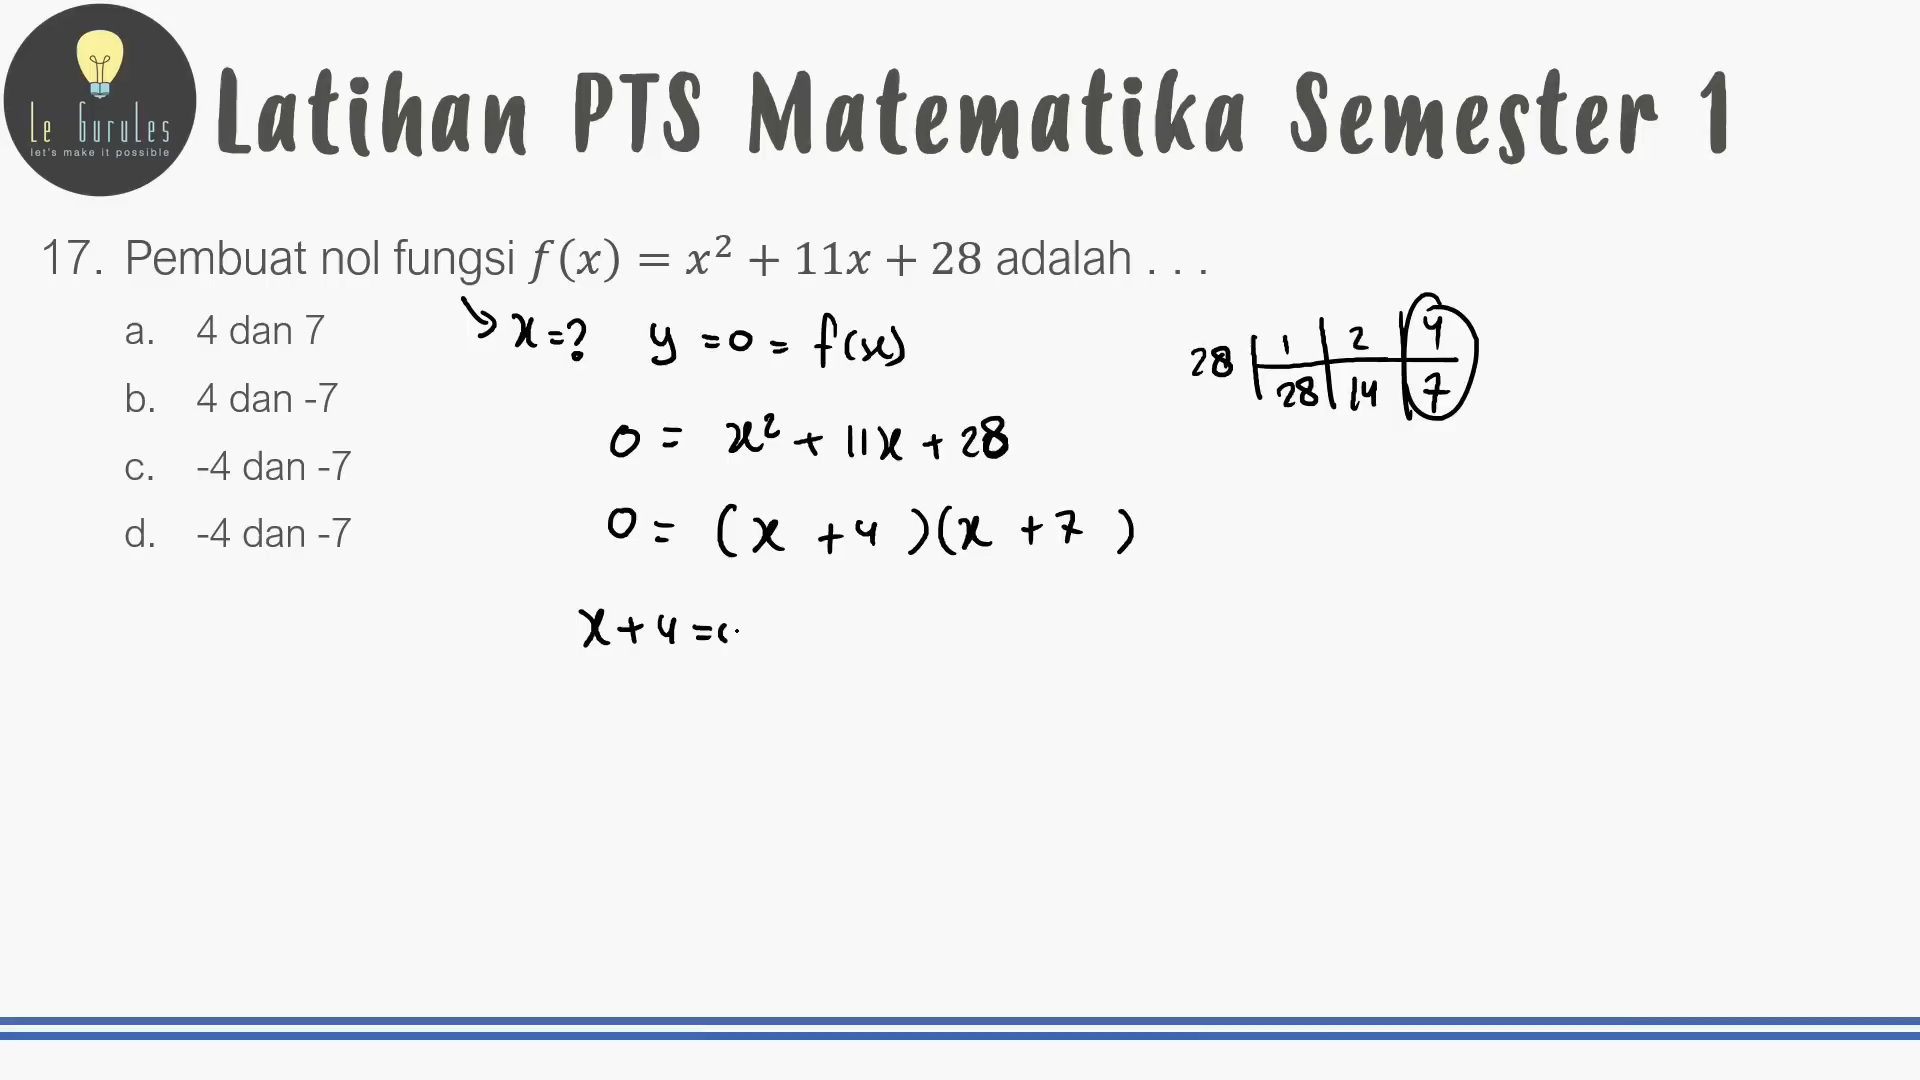 Le GuruLes
let's make it possible
Latihan PTS Matematika Semester 1
17. Pembuat nol fungsi f(x) = x² + 11x + 28 adalah . . .
a. 4 dan 7
b. 4 dan -7
c. -4 dan -7
d. -4 dan -7
x = ? y = 0 = f(x)
28 1 2 4
28 14 7
0 = x² + 11x + 28
0 = (x + 4)(x + 7)
x + 4 =